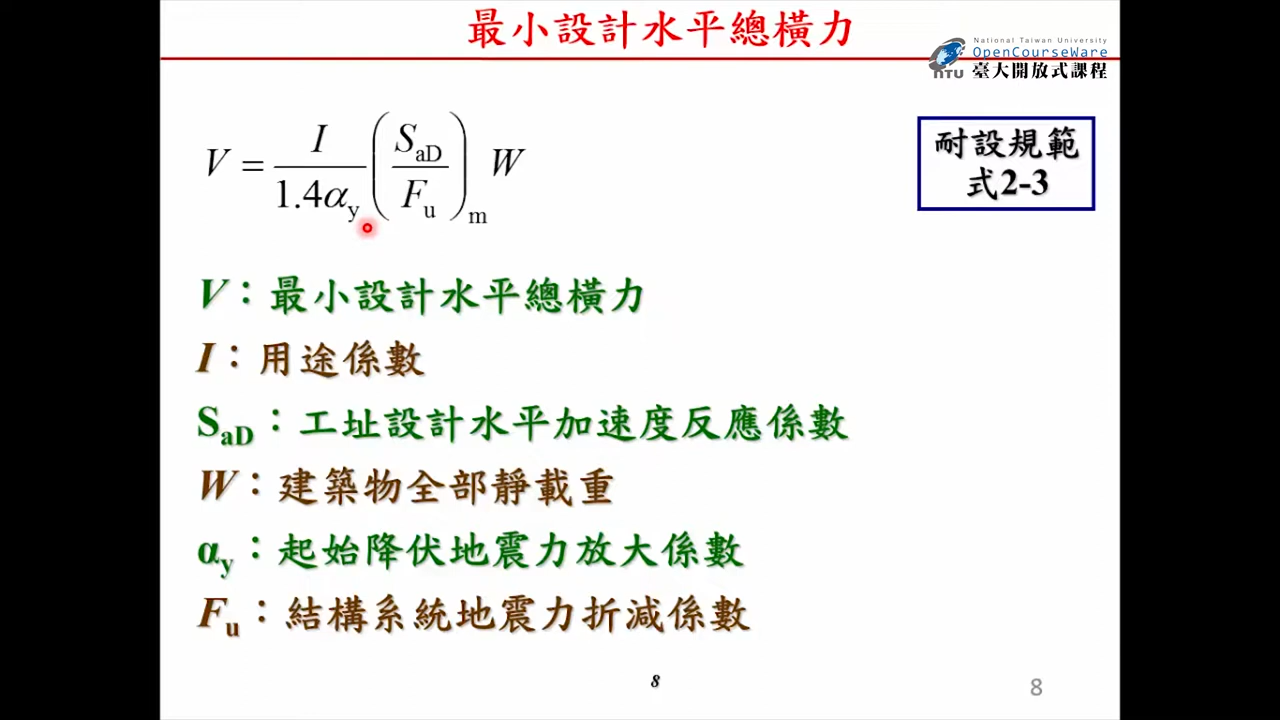 最小設計水平總橫力
National Taiwan University
OpenCourseWare
NTU 臺大開放式課程
V = I / 1.4αy (SaD / Fu)m W
耐設規範
式2-3
V：最小設計水平總橫力
I：用途係數
SaD：工址設計水平加速度反應係數
W：建築物全部靜載重
αy：起始降伏地震力放大係數
Fu：結構系統地震力折減係數
8
8